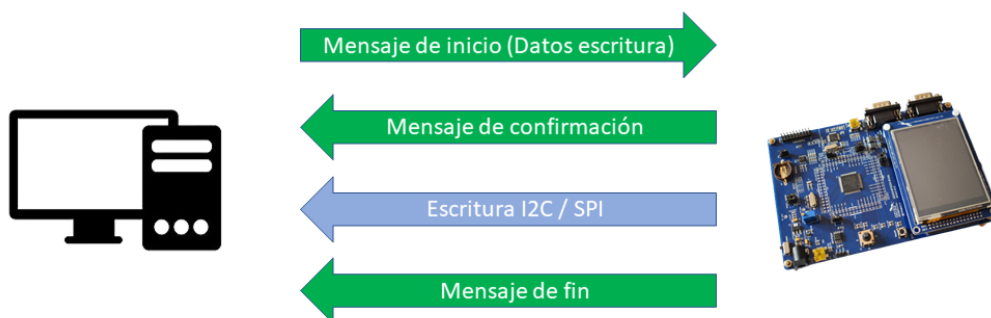 Mensaje de inicio (Datos escritura)
Mensaje de confirmación
Escritura I2C / SPI
Mensaje de fin